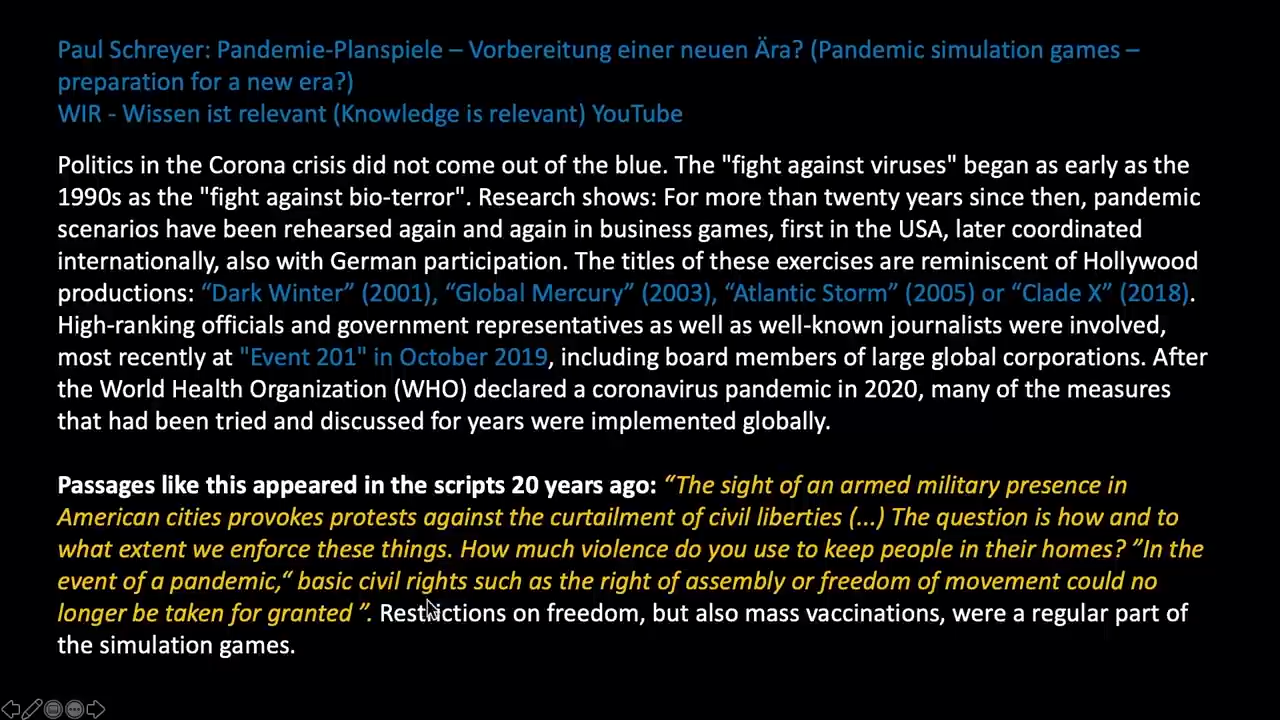 Paul Schreyer: Pandemie-Planspiele – Vorbereitung einer neuen Ära? (Pandemic simulation games –
preparation for a new era?)
WIR - Wissen ist relevant (Knowledge is relevant) YouTube
Politics in the Corona crisis did not come out of the blue. The "fight against viruses" began as early as the
1990s as the "fight against bio-terror". Research shows: For more than twenty years since then, pandemic
scenarios have been rehearsed again and again in business games, first in the USA, later coordinated
internationally, also with German participation. The titles of these exercises are reminiscent of Hollywood
productions: “Dark Winter” (2001), “Global Mercury” (2003), “Atlantic Storm” (2005) or “Clade X” (2018).
High-ranking officials and government representatives as well as well-known journalists were involved,
most recently at "Event 201" in October 2019, including board members of large global corporations. After
the World Health Organization (WHO) declared a coronavirus pandemic in 2020, many of the measures
that had been tried and discussed for years were implemented globally.
Passages like this appeared in the scripts 20 years ago: “The sight of an armed military presence in
American cities provokes protests against the curtailment of civil liberties (...) The question is how and to
what extent we enforce these things. How much violence do you use to keep people in their homes? ”In the
event of a pandemic,“ basic civil rights such as the right of assembly or freedom of movement could no
longer be taken for granted ”. Restrictions on freedom, but also mass vaccinations, were a regular part of
the simulation games.